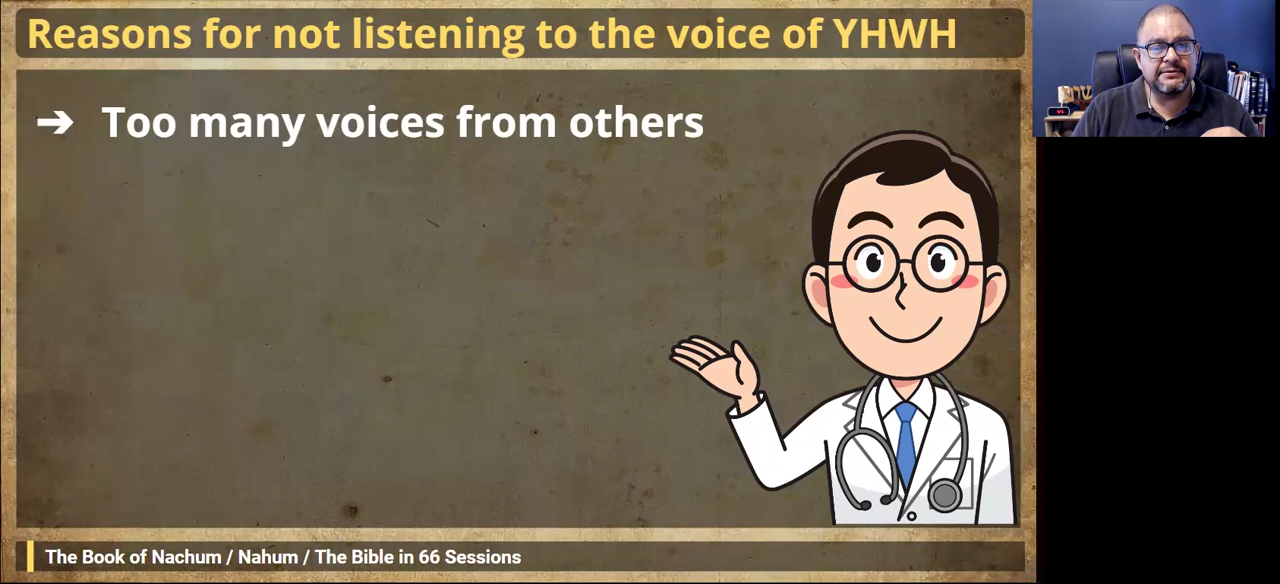 Reasons for not listening to the voice of YHWH
➔ Too many voices from others
The Book of Nachum / Nahum / The Bible in 66 Sessions